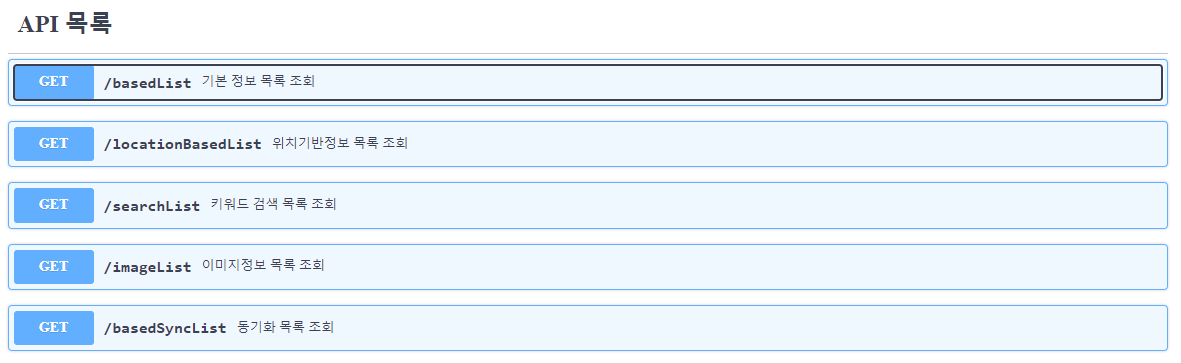 API 목록
GET /basedList 기본 정보 목록 조회
GET /locationBasedList 위치기반정보 목록 조회
GET /searchList 키워드 검색 목록 조회
GET /imageList 이미지정보 목록 조회
GET /basedSyncList 동기화 목록 조회